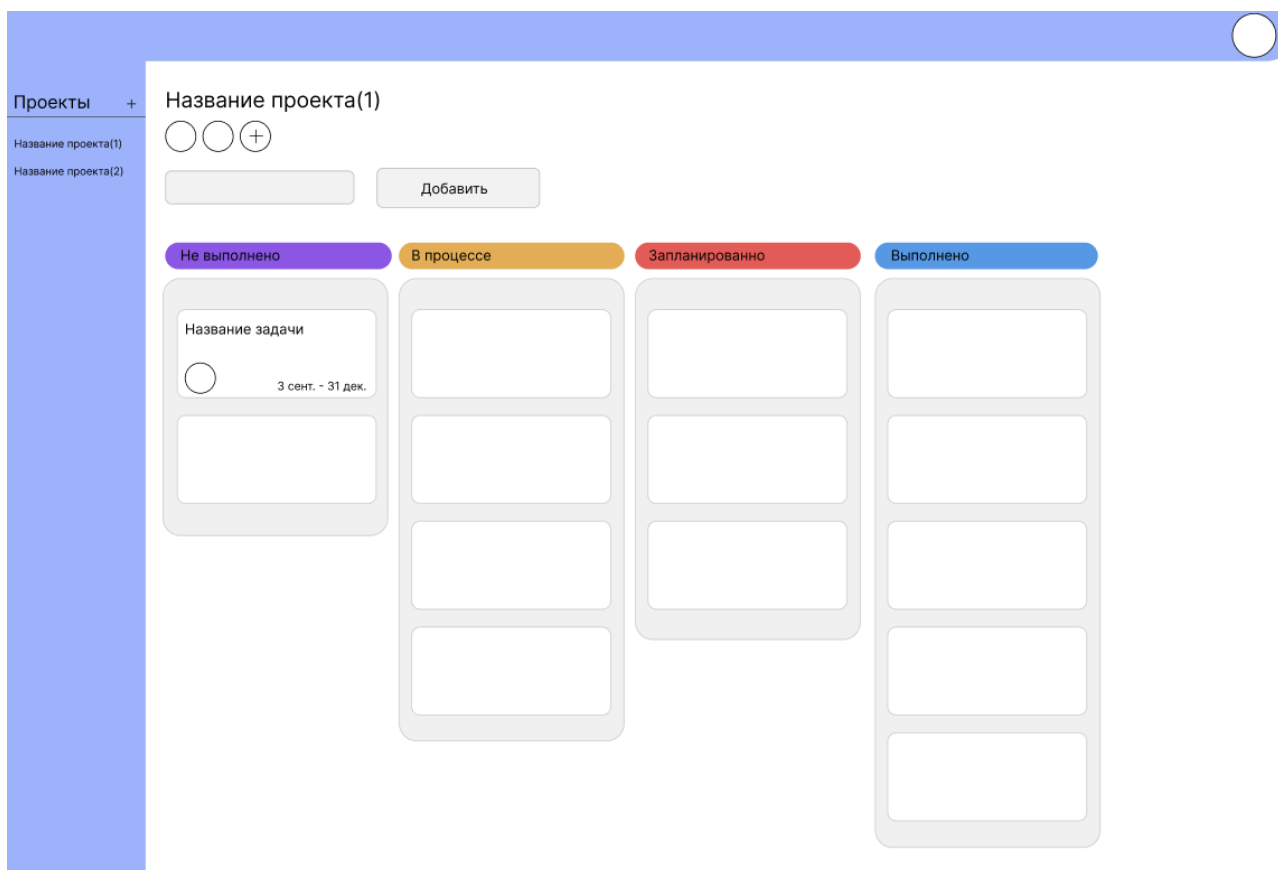 Проекты +
Название проекта(1)
Название проекта(2)
Название проекта(1)
+
Добавить
Не выполнено
В процессе
Запланированно
Выполнено
Название задачи
3 сент. - 31 дек.